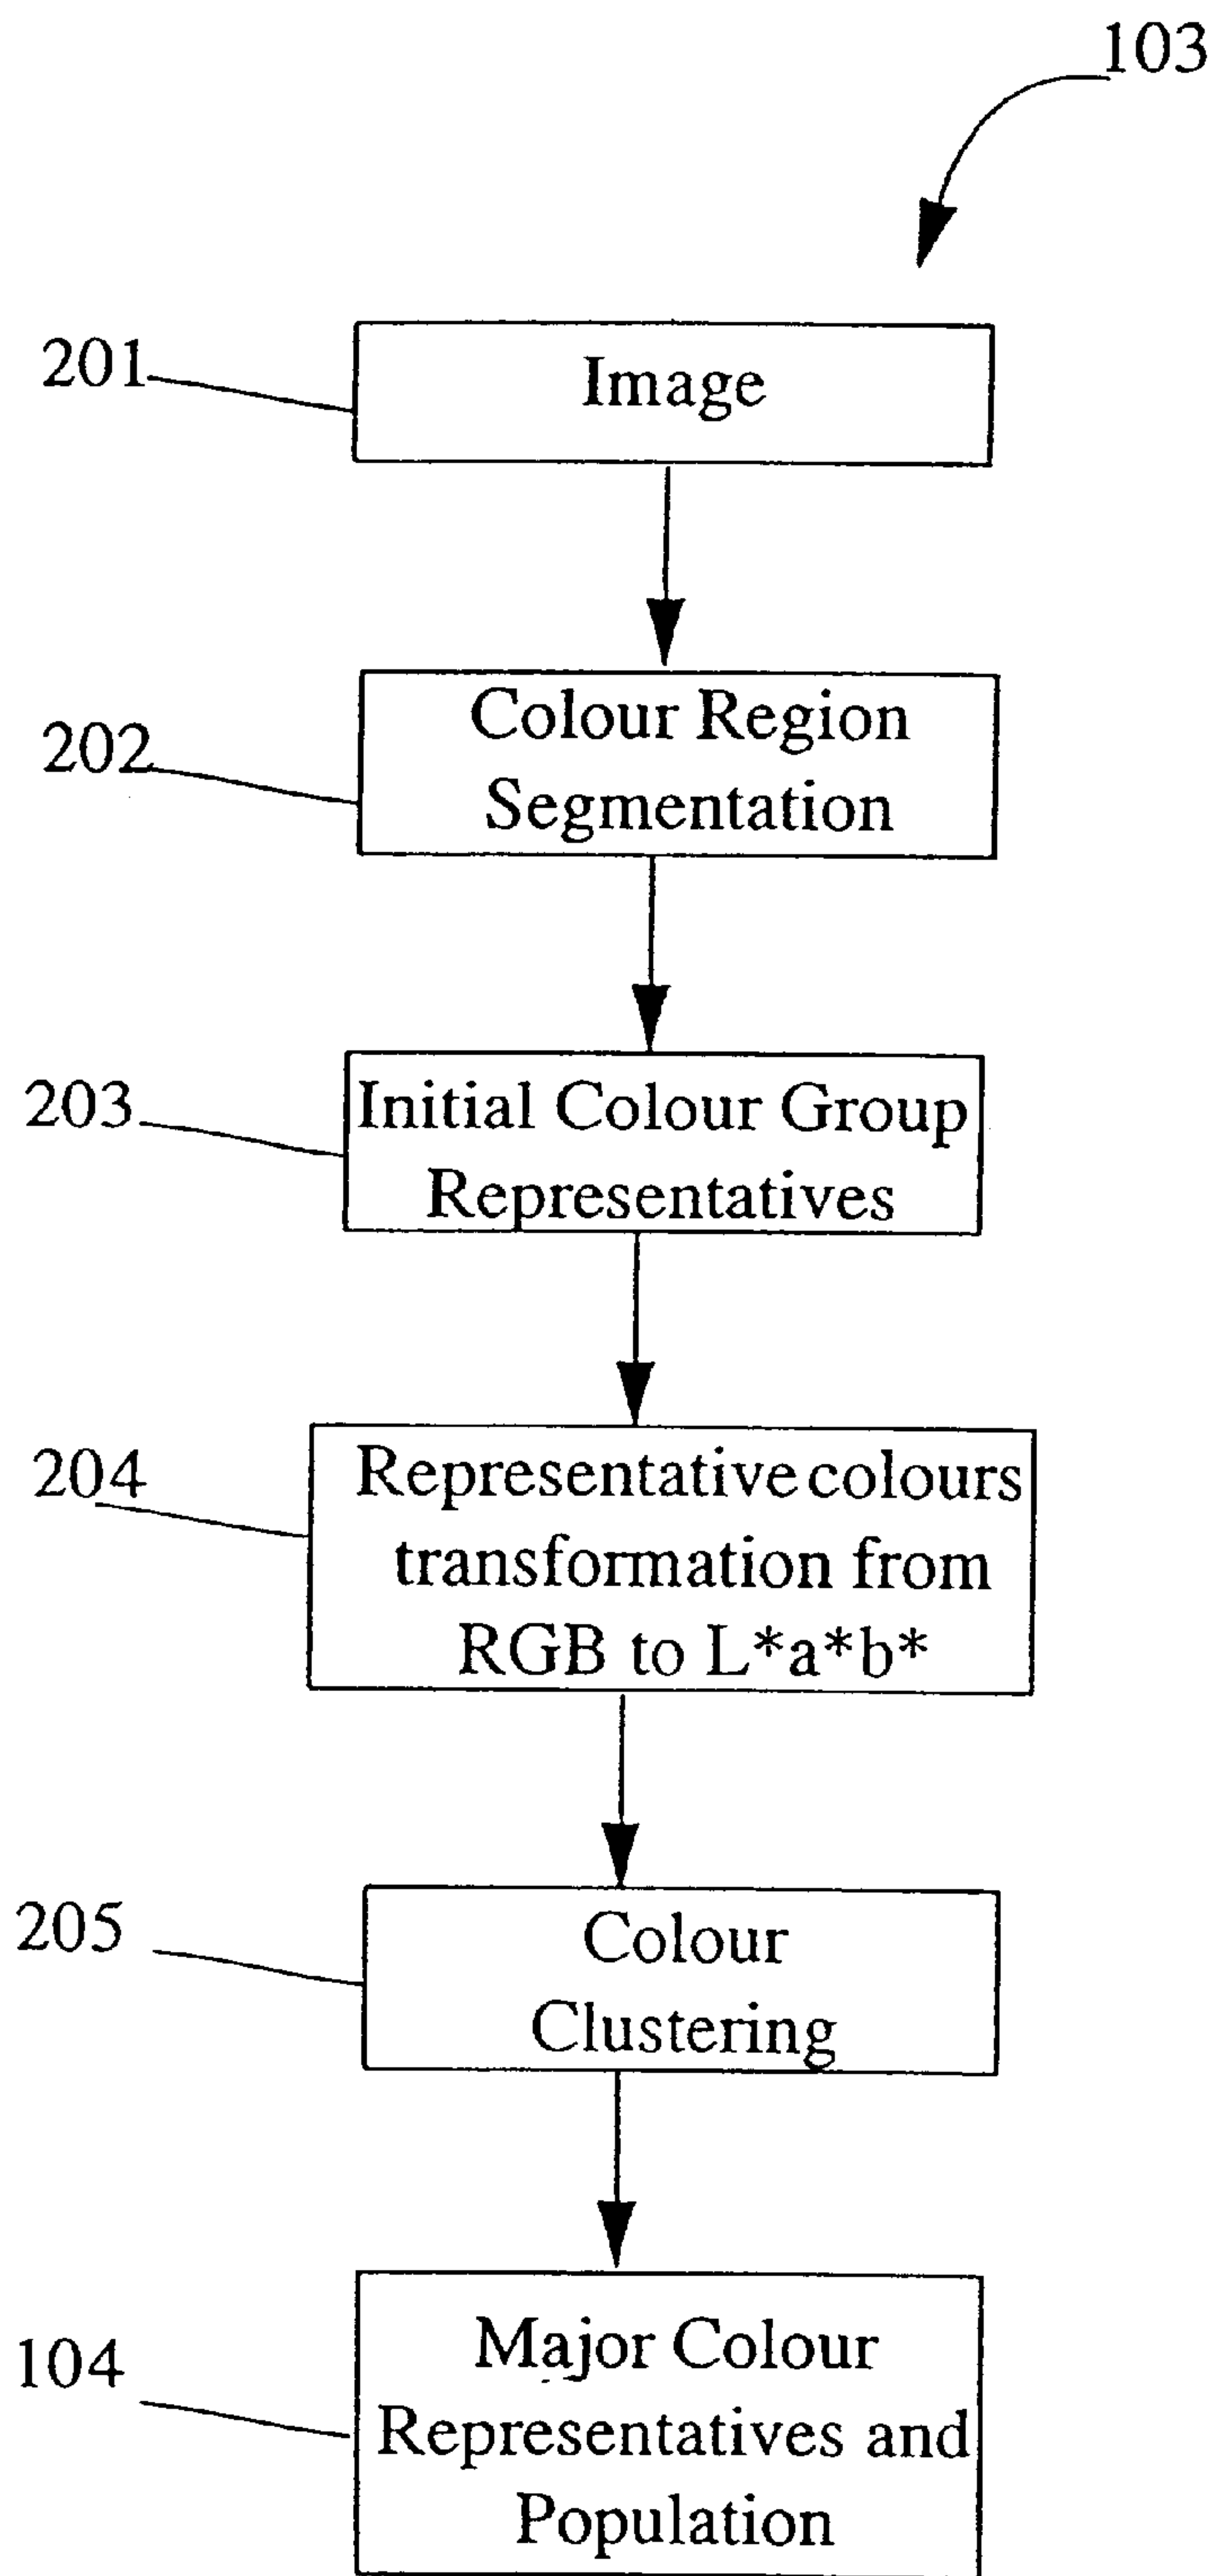 103
201
Image
202
Colour Region
Segmentation
203
Initial Colour Group
Representatives
204
Representative colours
transformation from
RGB to L*a*b*
205
Colour
Clustering
104
Major Colour
Representatives and
Population